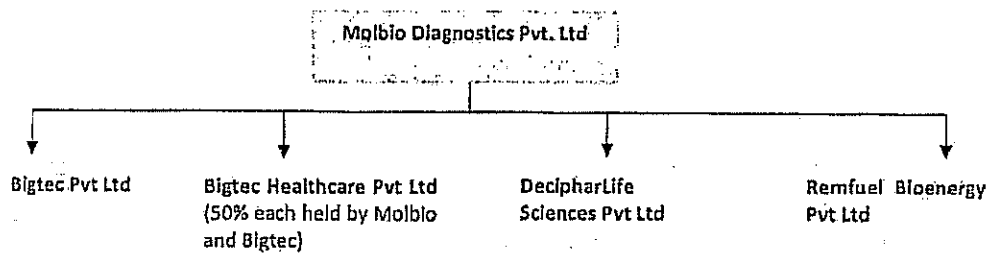 Molbio Diagnostics Pvt. Ltd
Bigtec Pvt Ltd
Bigtec Healthcare Pvt Ltd
(50% each held by Molbio
and Bigtec)
DecipharLife
Sciences Pvt Ltd
Remfuel Bioenergy
Pvt Ltd